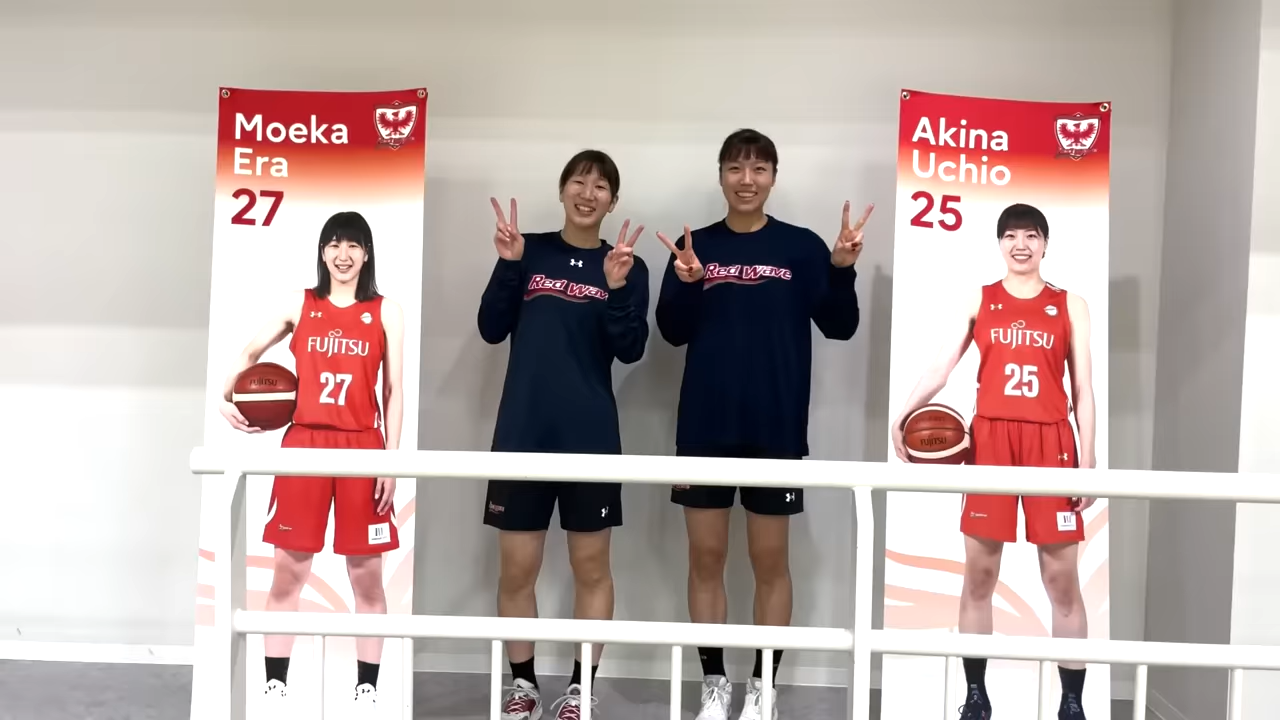 Moeka
Era
27
FUJITSU
27
FUJITSU
Red Wave
Red Wave
Akina
Uchio
25
FUJITSU
25
FUJITSU